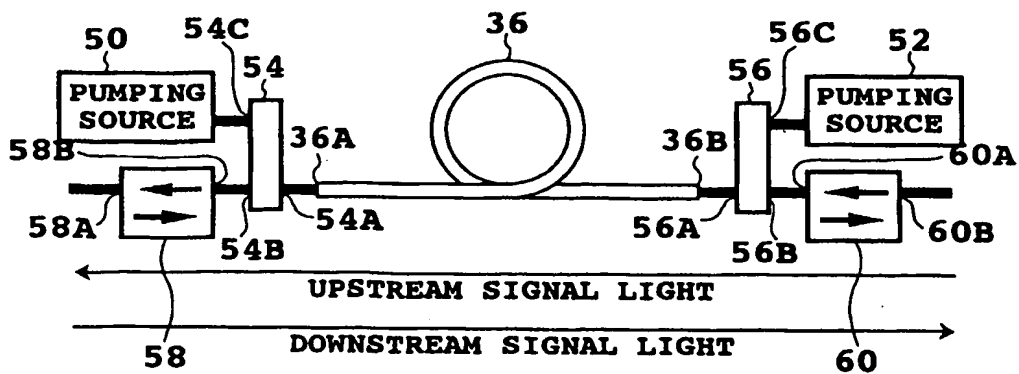 50
54C
36
56C
52
54
56
PUMPING
SOURCE
PUMPING
SOURCE
58B
36A
36B
60A
58A
54B
54A
56A
56B
60B
UPSTREAM SIGNAL LIGHT
58
DOWNSTREAM SIGNAL LIGHT
60